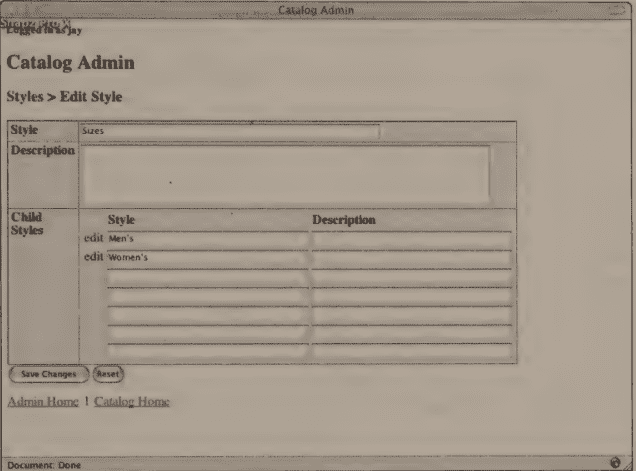 Catalog Admin
Logged in as jay
Catalog Admin
Styles > Edit Style
Style Sizes
Description
Child Styles
Style Description
edit Men's
edit Women's
Save Changes Reset
Admin Home | Catalog Home
Document: Done